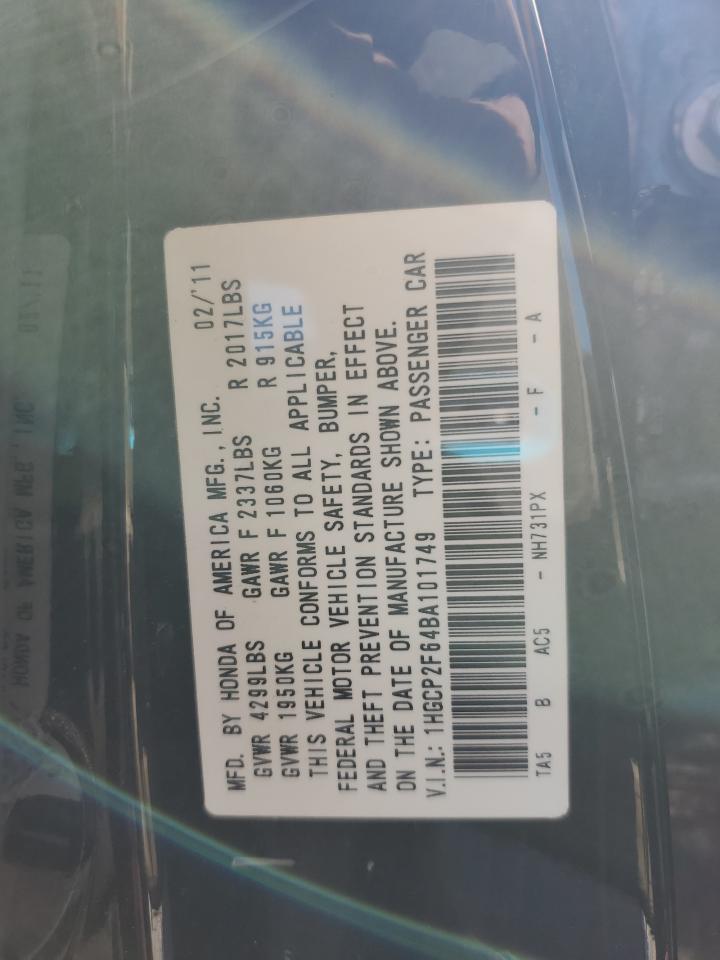 MFD. BY HONDA OF AMERICA MFG., INC. 02/'11
GVWR 4299LBS GAWR F 2337LBS R 2017LBS
GVWR 1950KG GAWR F 1060KG R 915KG
THIS VEHICLE CONFORMS TO ALL APPLICABLE
FEDERAL MOTOR VEHICLE SAFETY, BUMPER,
AND THEFT PREVENTION STANDARDS IN EFFECT
ON THE DATE OF MANUFACTURE SHOWN ABOVE.
V.I.N.: 1HGCP2F64BA101749 TYPE: PASSENGER CAR
TA5 B AC5 - NH731PX - F - A